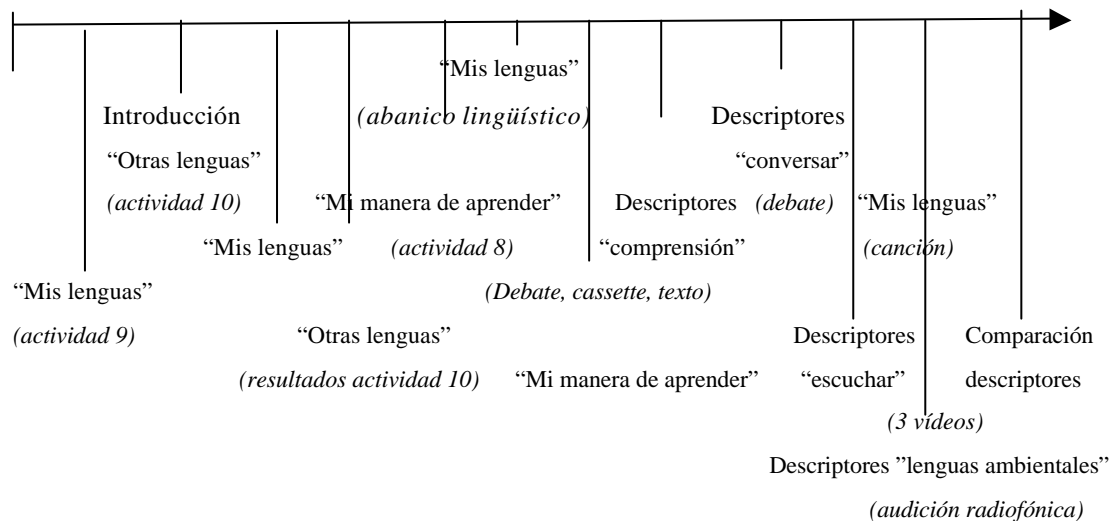 “Mis lenguas”
Introducción
(abanico lingüístico)
Descriptores
“Otras lenguas”
“conversar”
(actividad 10)
“Mi manera de aprender”
Descriptores
(debate)
“Mis lenguas”
“Mis lenguas”
(actividad 8)
“comprensión”
(canción)
“Mis lenguas”
(Debate, cassette, texto)
(actividad 9)
“Otras lenguas”
Descriptores
Comparación
(resultados actividad 10)
“Mi manera de aprender”
“escuchar”
descriptores
(3 vídeos)
Descriptores ”lenguas ambientales”
(audición radiofónica)